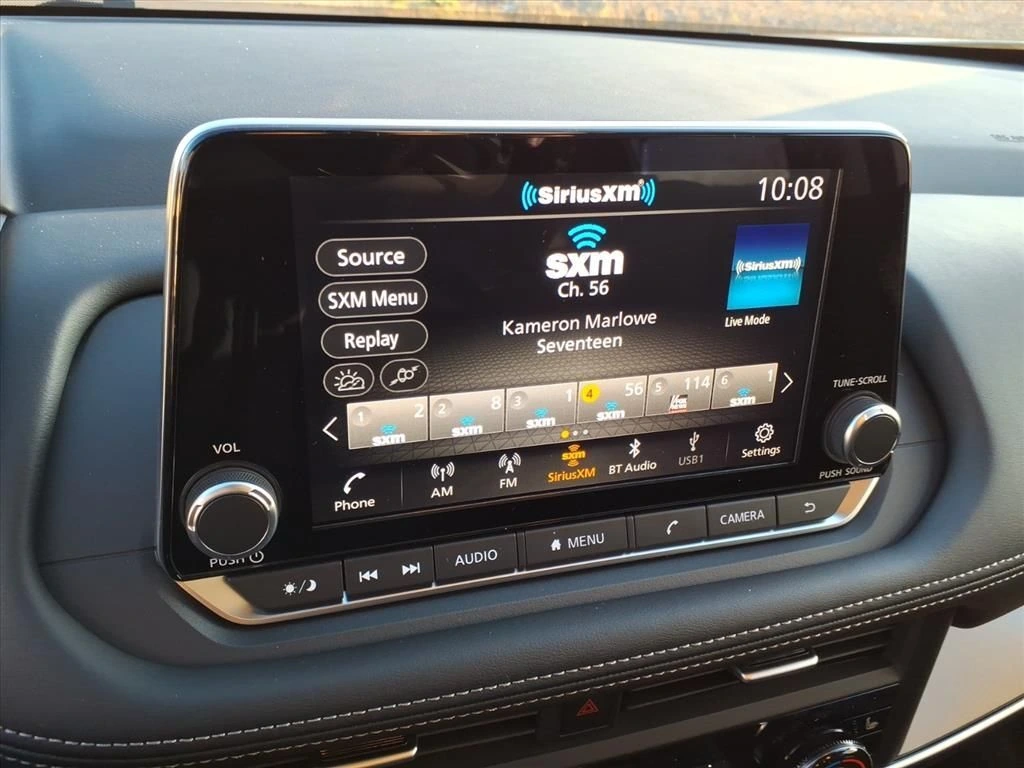 ((SiriusXM))
10:08
Source
SXM Menu
Replay
sxm
Ch. 56
Kameron Marlowe
Seventeen
((SiriusXM))
Live Mode
1 2 sxm
2 8 sxm
3 1 sxm
4 56 sxm
5 114 FOX NEWS
6 1 sxm
Phone
AM
FM
sxm
SiriusXM
BT Audio
USB1
Settings
VOL
PUSH
TUNE-SCROLL
PUSH SOUND
AUDIO
MENU
CAMERA